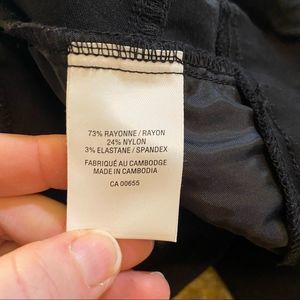 73% RAYONNE / RAYON
24% NYLON
3% ELASTANE / SPANDEX
FABRIQUÉ AU CAMBODGE
MADE IN CAMBODIA
CA 00655